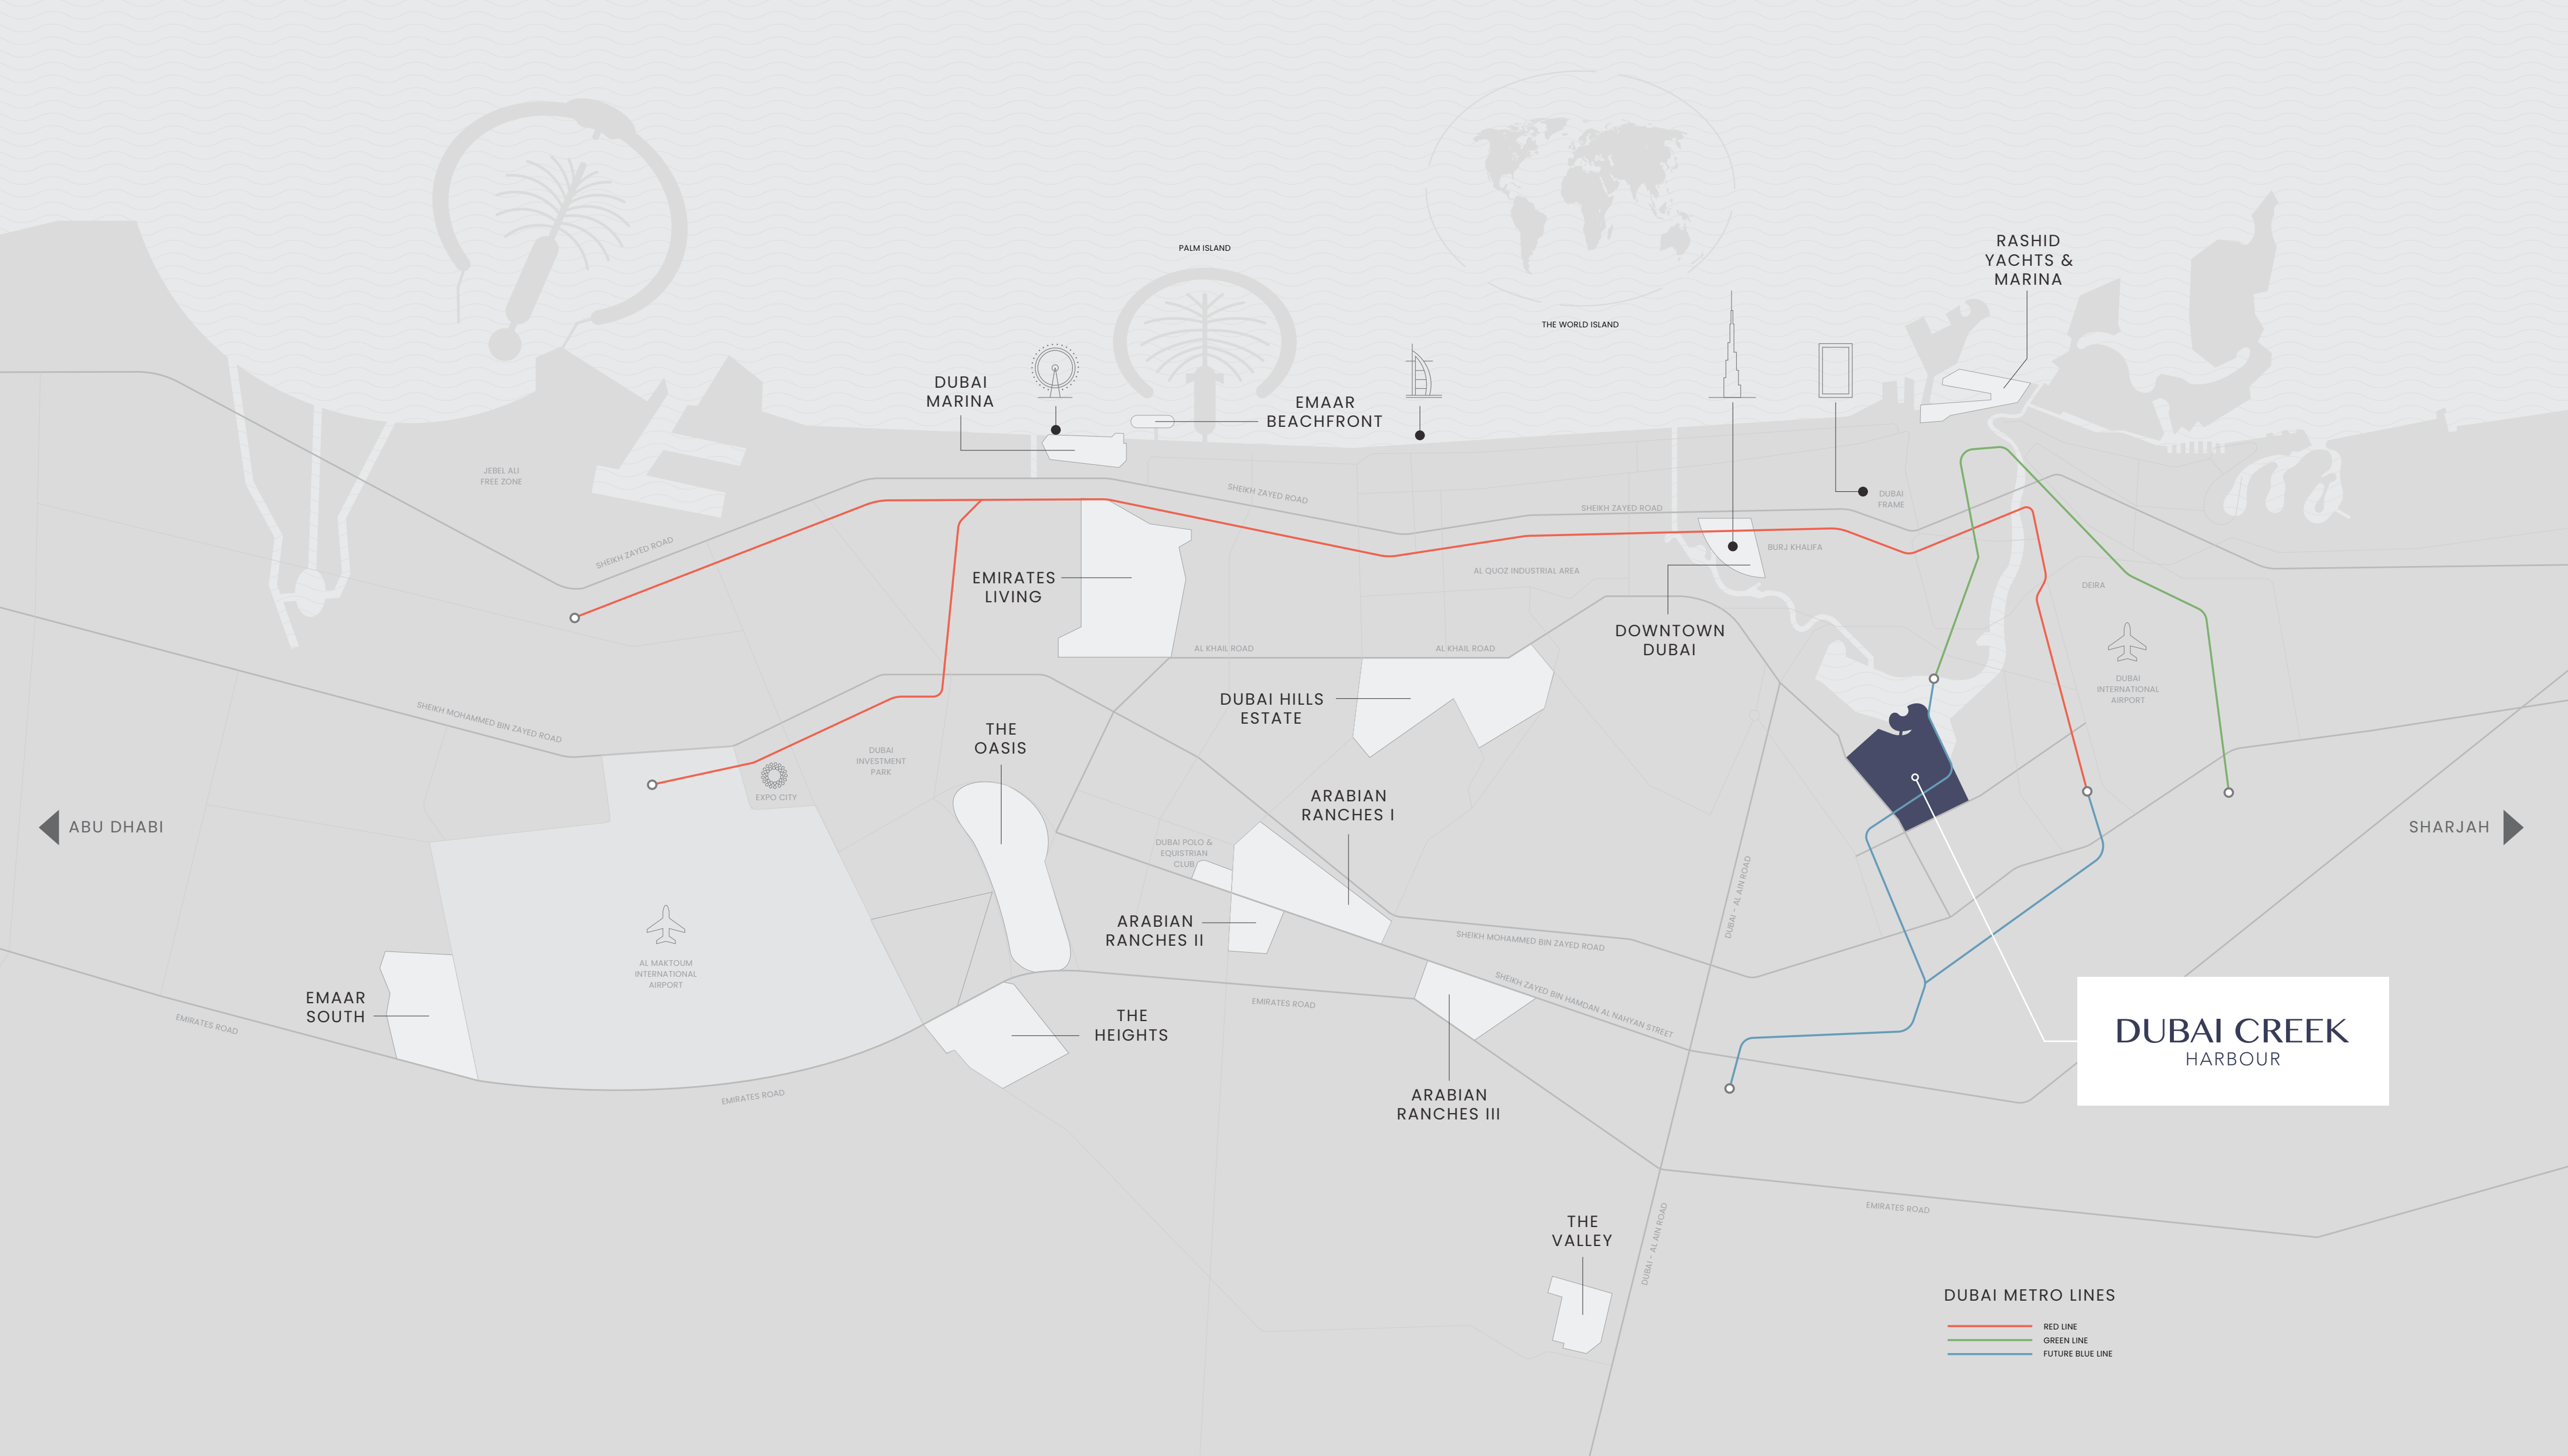 PALM ISLAND
THE WORLD ISLAND
RASHID
YACHTS &
MARINA
DUBAI
MARINA
EMAAR
BEACHFRONT
JEBEL ALI
FREE ZONE
SHEIKH ZAYED ROAD
SHEIKH ZAYED ROAD
SHEIKH ZAYED ROAD
DUBAI
FRAME
BURJ KHALIFA
AL QUOZ INDUSTRIAL AREA
DEIRA
EMIRATES
LIVING
DOWNTOWN
DUBAI
AL KHAIL ROAD
AL KHAIL ROAD
DUBAI
INTERNATIONAL
AIRPORT
DUBAI HILLS
ESTATE
SHEIKH MOHAMMED BIN ZAYED ROAD
THE
OASIS
DUBAI
INVESTMENT
PARK
EXPO CITY
ARABIAN
RANCHES I
ABU DHABI
SHARJAH
DUBAI POLO &
EQUISTRIAN
CLUB
DUBAI - AL AIN ROAD
ARABIAN
RANCHES II
SHEIKH MOHAMMED BIN ZAYED ROAD
AL MAKTOUM
INTERNATIONAL
AIRPORT
SHEIKH ZAYED BIN HAMDAN AL NAHYAN STREET
EMAAR
SOUTH
EMIRATES ROAD
EMIRATES ROAD
THE
HEIGHTS
DUBAI CREEK
HARBOUR
EMIRATES ROAD
ARABIAN
RANCHES III
EMIRATES ROAD
THE
VALLEY
DUBAI - AL AIN ROAD
DUBAI METRO LINES
RED LINE
GREEN LINE
FUTURE BLUE LINE